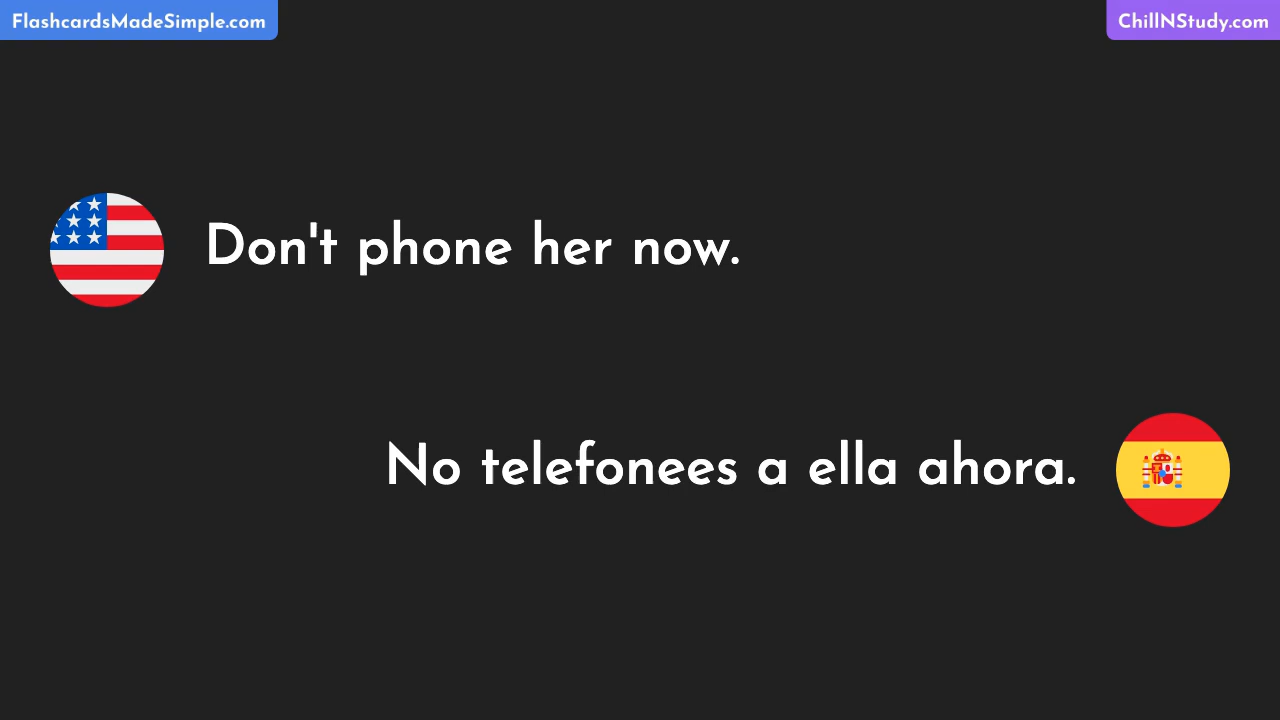 FlashcardsMadeSimple.com
ChillNStudy.com
Don't phone her now.
No telefonees a ella ahora.